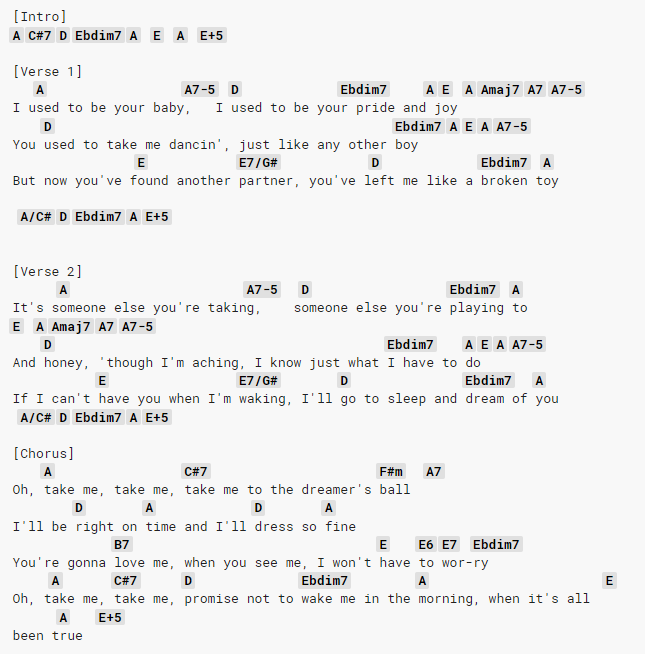 [Intro]
A C#7 D Ebdim7 A E A E+5
[Verse 1]
A A7-5 D Ebdim7 A E A Amaj7 A7 A7-5
I used to be your baby, I used to be your pride and joy
D Ebdim7 A E A A7-5
You used to take me dancin', just like any other boy
E E7/G# D Ebdim7 A
But now you've found another partner, you've left me like a broken toy
A/C# D Ebdim7 A E+5
[Verse 2]
A A7-5 D Ebdim7 A
It's someone else you're taking, someone else you're playing to
E A Amaj7 A7 A7-5
D Ebdim7 A E A A7-5
And honey, 'though I'm aching, I know just what I have to do
E E7/G# D Ebdim7 A
If I can't have you when I'm waking, I'll go to sleep and dream of you
A/C# D Ebdim7 A E+5
[Chorus]
A C#7 F#m A7
Oh, take me, take me, take me to the dreamer's ball
D A D A
I'll be right on time and I'll dress so fine
B7 E E6 E7 Ebdim7
You're gonna love me, when you see me, I won't have to wor-ry
A C#7 D Ebdim7 A E
Oh, take me, take me, promise not to wake me in the morning, when it's all
A E+5
been true